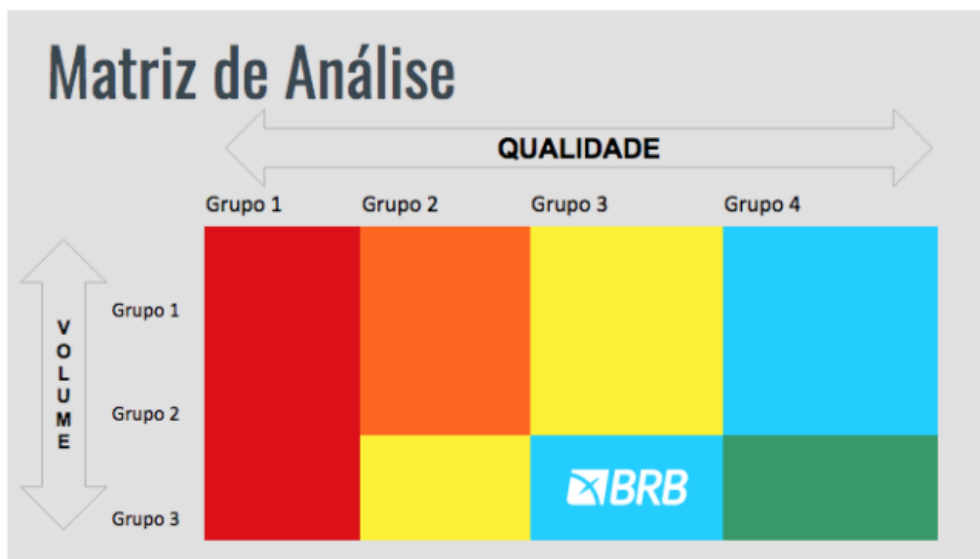 Matriz de Análise
QUALIDADE
Grupo 1 Grupo 2 Grupo 3 Grupo 4
VOLUME
Grupo 1
Grupo 2
Grupo 3
BRB